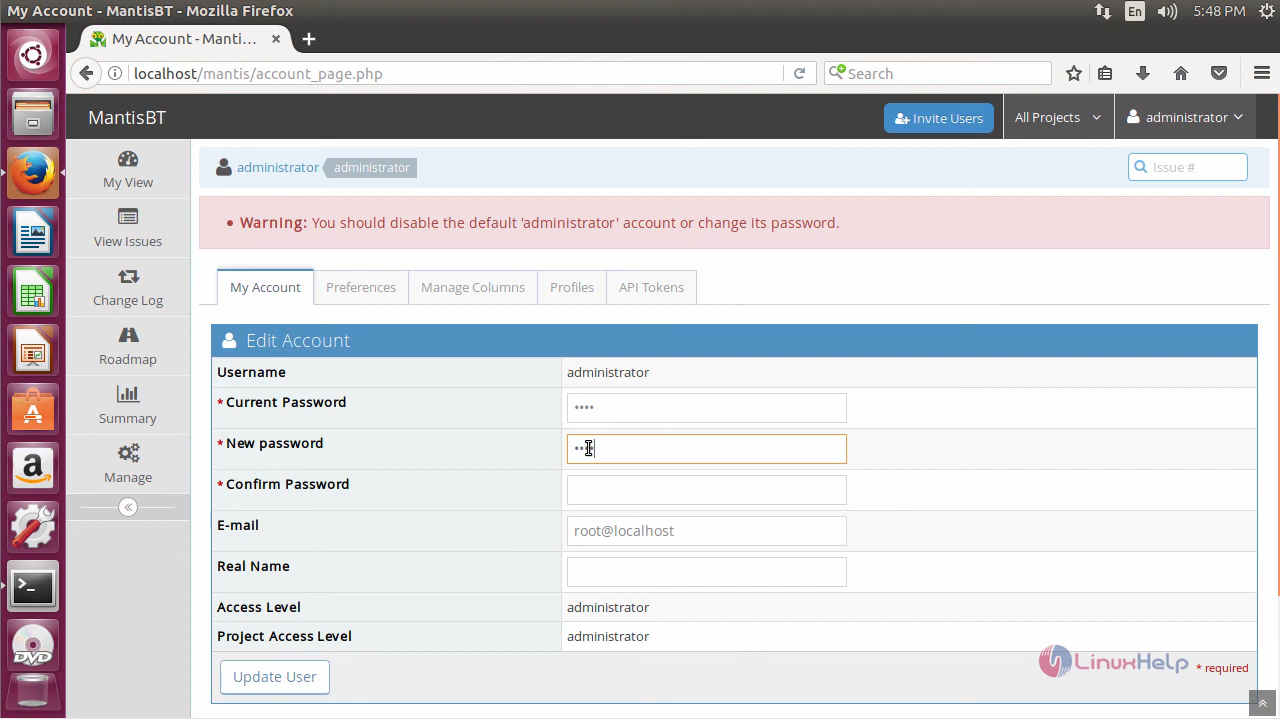 My Account - MantisBT - Mozilla Firefox
En
5:48 PM
My Account - Manti...
localhost/mantis/account_page.php
Search
MantisBT
Invite Users
All Projects
administrator
My View
View Issues
Change Log
Roadmap
Summary
Manage
administrator
administrator
Issue #
Warning: You should disable the default 'administrator' account or change its password.
My Account
Preferences
Manage Columns
Profiles
API Tokens
Edit Account
Username
administrator
* Current Password
••••
* New password
* Confirm Password
E-mail
root@localhost
Real Name
Access Level
administrator
Project Access Level
administrator
Update User
LinuxHelp
* required
DVD